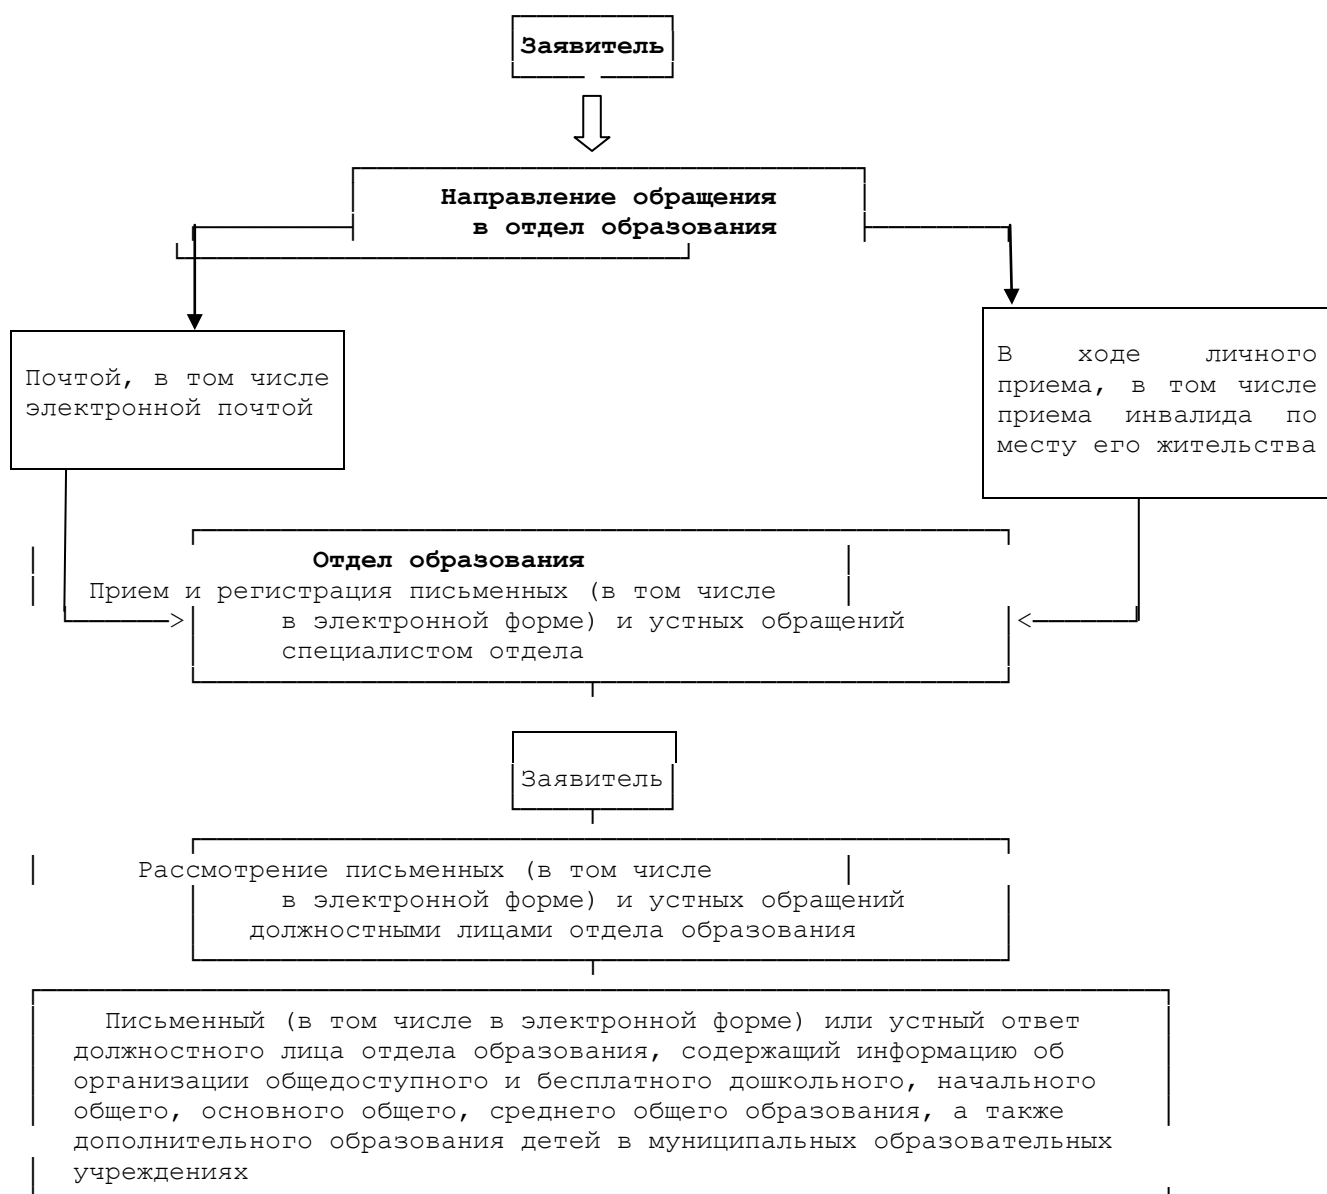 Заявитель
Направление обращения
в отдел образования
Почтой, в том числе
электронной почтой
В ходе личного
приема, в том числе
приема инвалида по
месту его жительства
Отдел образования
Прием и регистрация письменных (в том числе
в электронной форме) и устных обращений
специалистом отдела
Заявитель
Рассмотрение письменных (в том числе
в электронной форме) и устных обращений
должностными лицами отдела образования
Письменный (в том числе в электронной форме) или устный ответ
должностного лица отдела образования, содержащий информацию об
организации общедоступного и бесплатного дошкольного, начального
общего, основного общего, среднего общего образования, а также
дополнительного образования детей в муниципальных образовательных
учреждениях